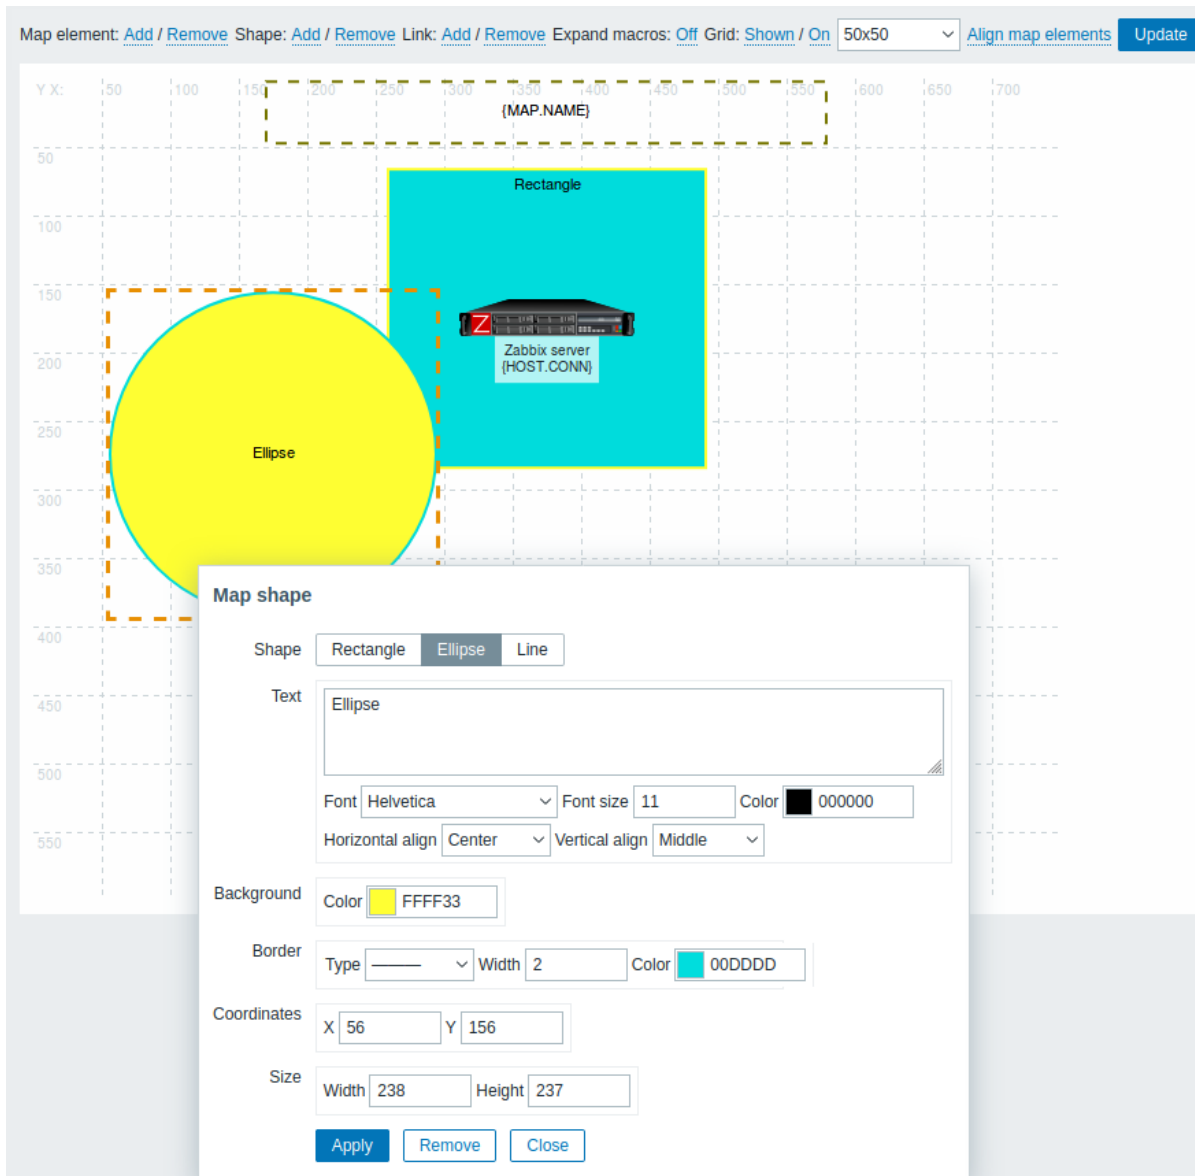 Map element: Add / Remove Shape: Add / Remove Link: Add / Remove Expand macros: Off Grid: Shown / On 50x50 Align map elements Update
Y X: 50 100 150 200 250 300 350 400 450 500 550 600 650 700
{MAP.NAME}
50
Rectangle
100
150
Z
Zabbix server
200
{HOST.CONN}
250
Ellipse
300
350
Map shape
400
Shape Rectangle Ellipse Line
Text Ellipse
450
500
Font Helvetica Font size 11 Color 000000
Horizontal align Center Vertical align Middle
550
Background Color FFFF33
Border Type Width 2 Color 00DDDD
Coordinates X 56 Y 156
Size Width 238 Height 237
Apply Remove Close